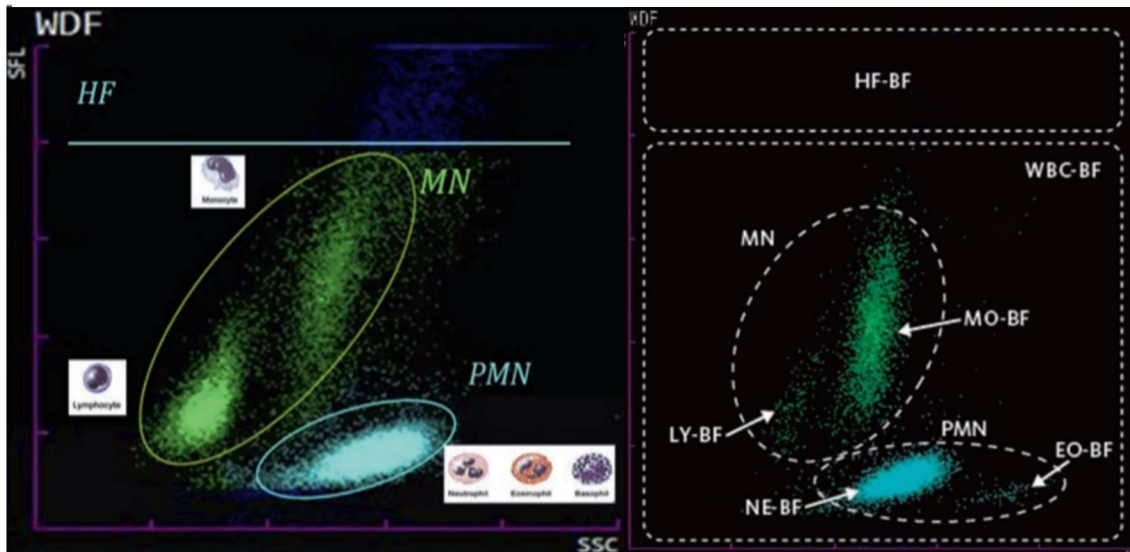 WDF
SFL
HF
MN
Monocyte
Lymphocyte
PMN
Neutrophil
Eosinophil
Basophil
SSC
WDF
HF-BF
WBC-BF
MN
MO-BF
LY-BF
PMN
EO-BF
NE-BF